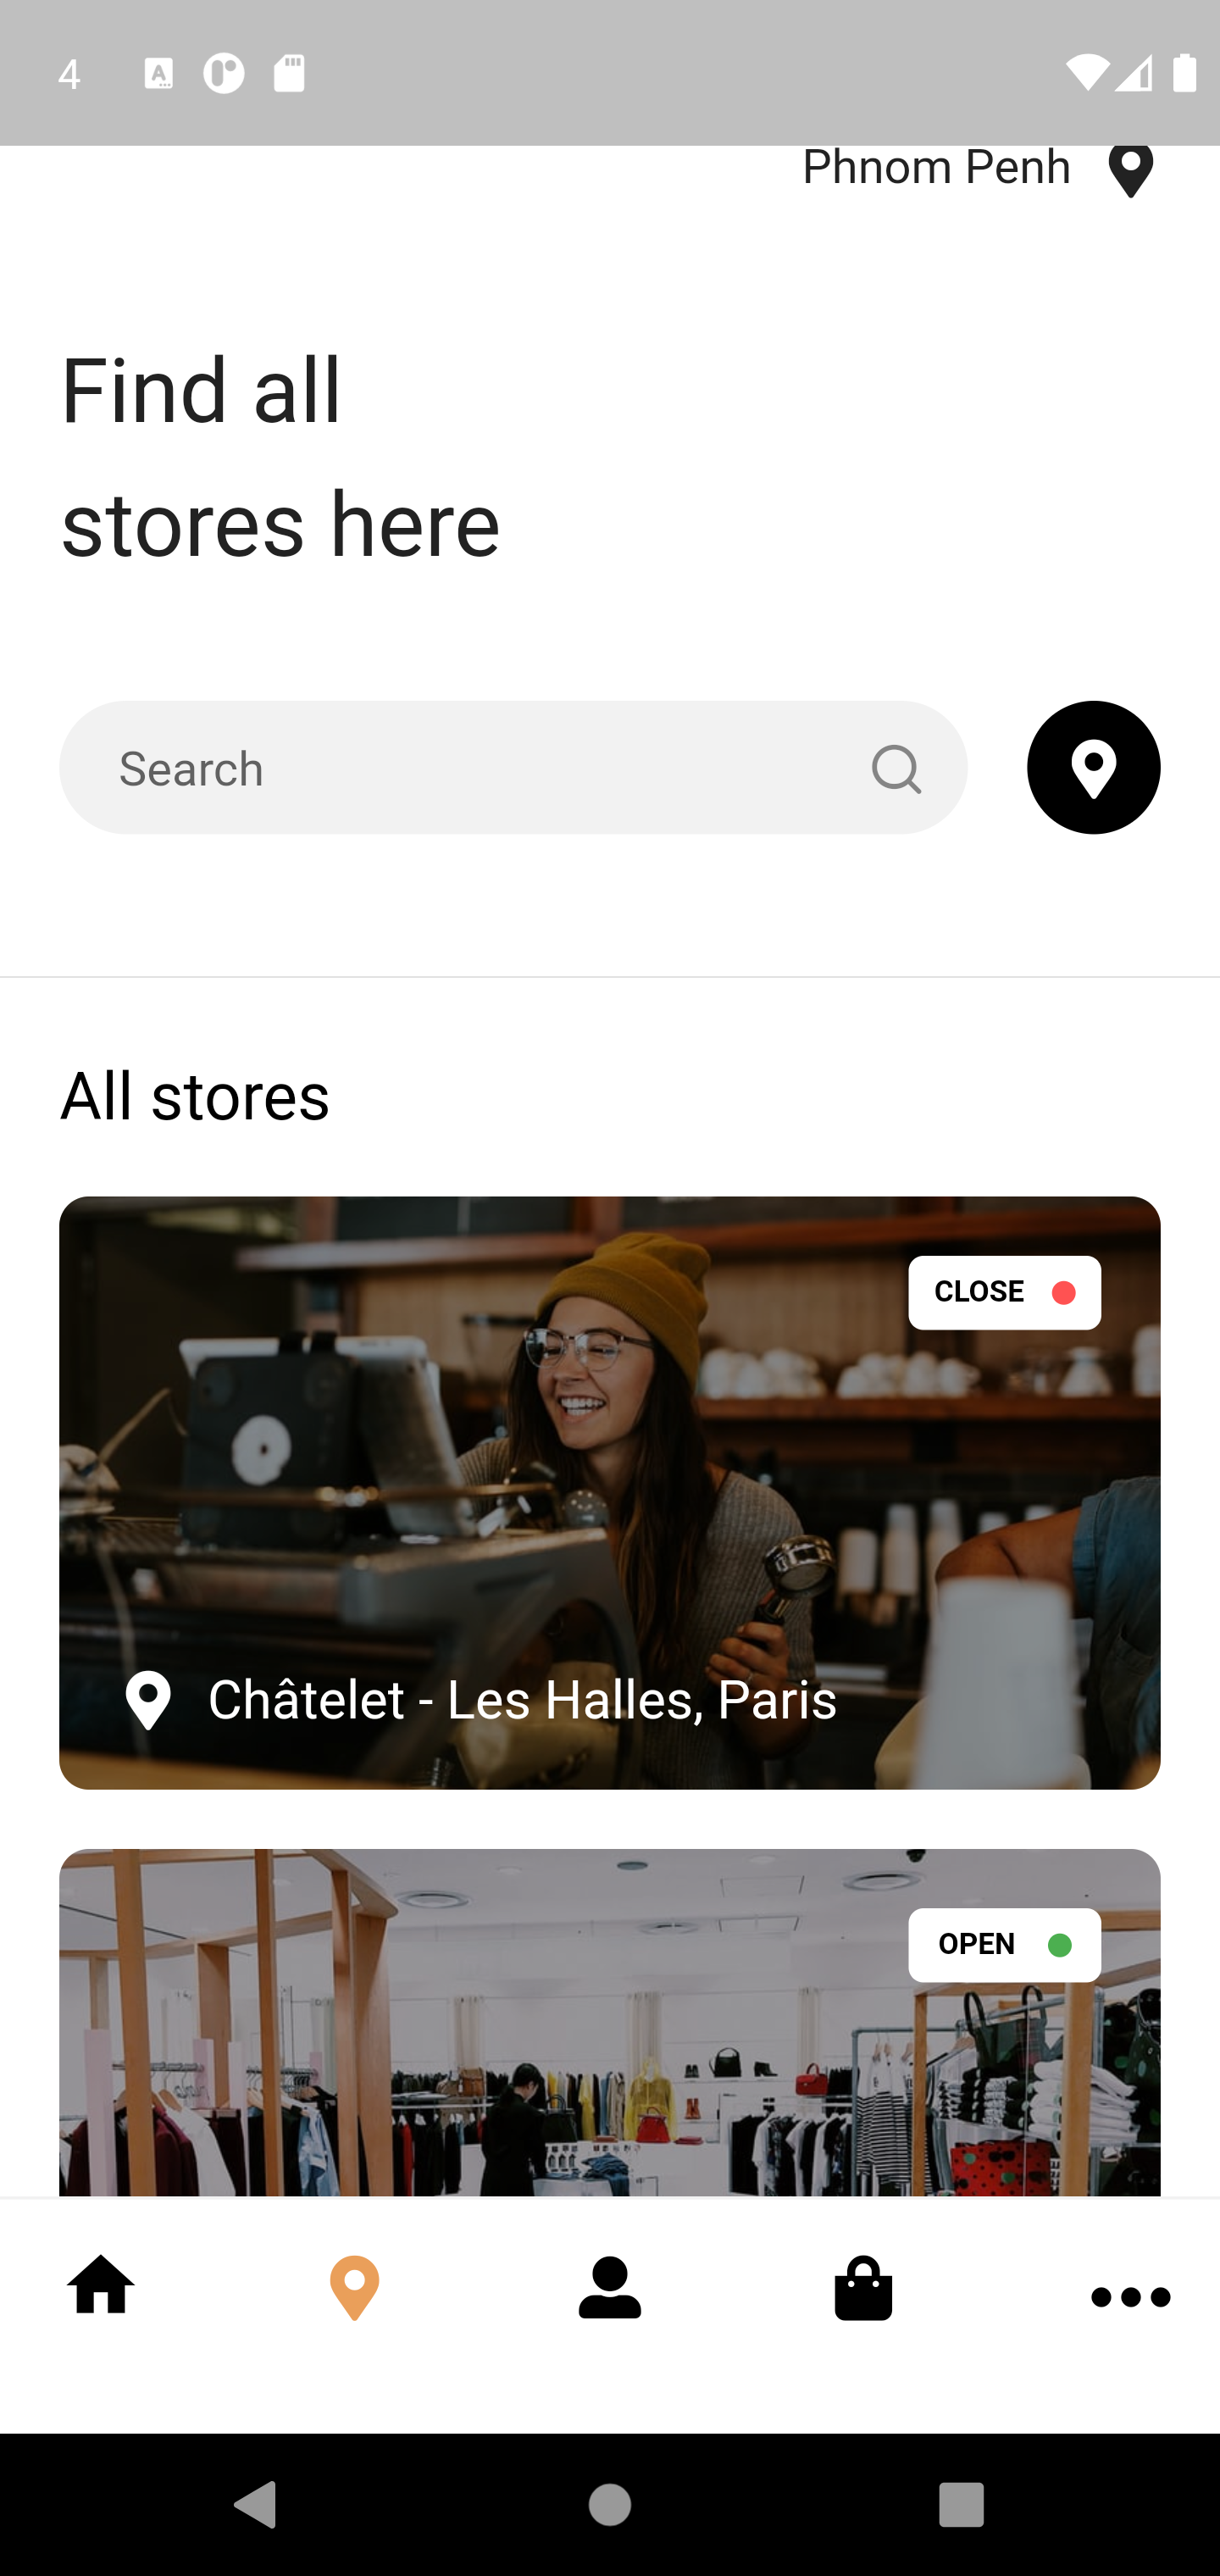 4
Phnom Penh
Find all
stores here
Search
All stores
CLOSE
Châtelet - Les Halles, Paris
OPEN